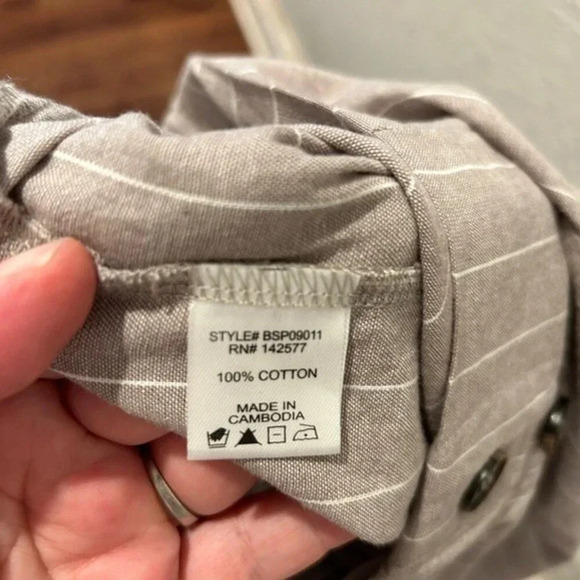 STYLE# BSP09011
RN# 142577
100% COTTON
MADE IN
CAMBODIA